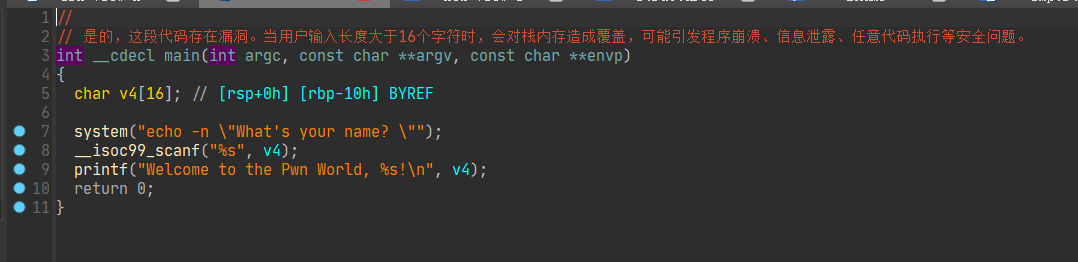 1 //
2 // 是的，这段代码存在漏洞。当用户输入长度大于16个字符时，会对栈内存造成覆盖，可能引发程序崩溃、信息泄露、任意代码执行等安全问题。
3 int __cdecl main(int argc, const char **argv, const char **envp)
4 {
5   char v4[16]; // [rsp+0h] [rbp-10h] BYREF
6
7   system("echo -n \"What's your name? \"");
8   __isoc99_scanf("%s", v4);
9   printf("Welcome to the Pwn World, %s!\n", v4);
10   return 0;
11 }